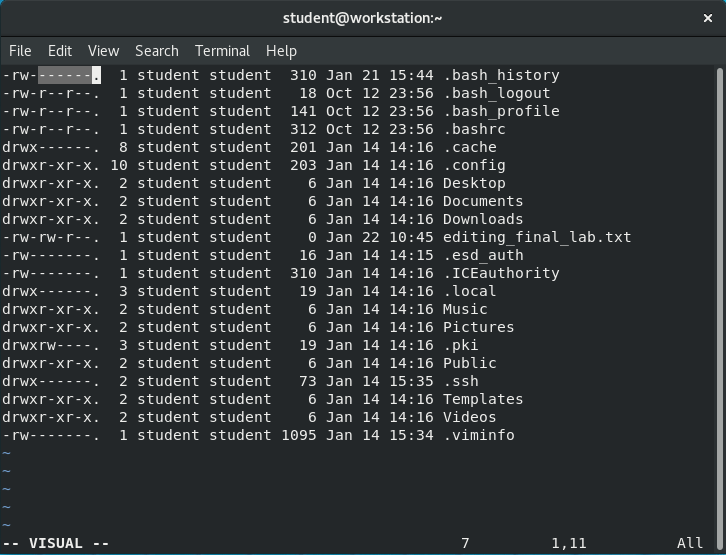 student@workstation:~ ×
File Edit View Search Terminal Help
-rw-------.  1 student student  310 Jan 21 15:44 .bash_history
-rw-r--r--.  1 student student   18 Oct 12 23:56 .bash_logout
-rw-r--r--.  1 student student  141 Oct 12 23:56 .bash_profile
-rw-r--r--.  1 student student  312 Oct 12 23:56 .bashrc
drwx------.  8 student student  201 Jan 14 14:16 .cache
drwxr-xr-x. 10 student student  203 Jan 14 14:16 .config
drwxr-xr-x.  2 student student    6 Jan 14 14:16 Desktop
drwxr-xr-x.  2 student student    6 Jan 14 14:16 Documents
drwxr-xr-x.  2 student student    6 Jan 14 14:16 Downloads
-rw-rw-r--.  1 student student    0 Jan 22 10:45 editing_final_lab.txt
-rw-------.  1 student student   16 Jan 14 14:15 .esd_auth
-rw-------.  1 student student  310 Jan 14 14:16 .ICEauthority
drwx------.  3 student student   19 Jan 14 14:16 .local
drwxr-xr-x.  2 student student    6 Jan 14 14:16 Music
drwxr-xr-x.  2 student student    6 Jan 14 14:16 Pictures
drwxrw----.  3 student student   19 Jan 14 14:16 .pki
drwxr-xr-x.  2 student student    6 Jan 14 14:16 Public
drwx------.  2 student student   73 Jan 14 15:35 .ssh
drwxr-xr-x.  2 student student    6 Jan 14 14:16 Templates
drwxr-xr-x.  2 student student    6 Jan 14 14:16 Videos
-rw-------.  1 student student 1095 Jan 14 15:34 .viminfo
~
~
~
~
~
-- VISUAL -- 7 1,11 All